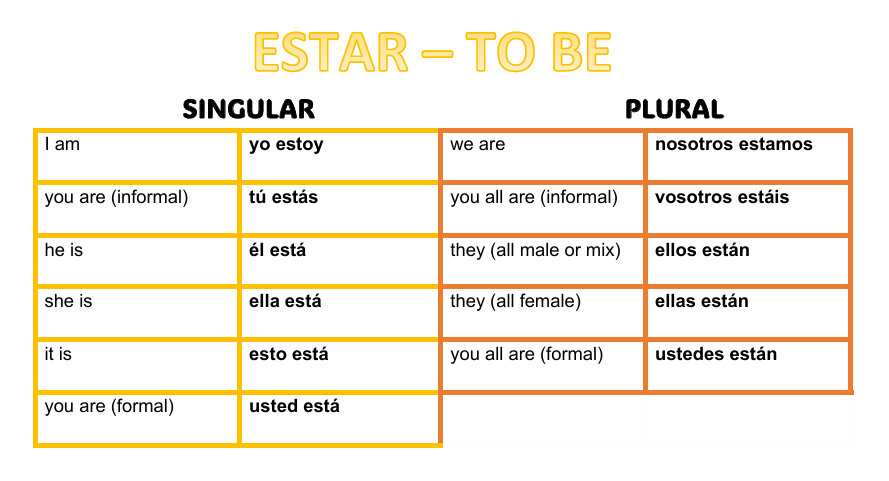 ESTAR – TO BE
SINGULAR PLURAL
I am yo estoy we are nosotros estamos
you are (informal) tú estás you all are (informal) vosotros estáis
he is él está they (all male or mix) ellos están
she is ella está they (all female) ellas están
it is esto está you all are (formal) ustedes están
you are (formal) usted está